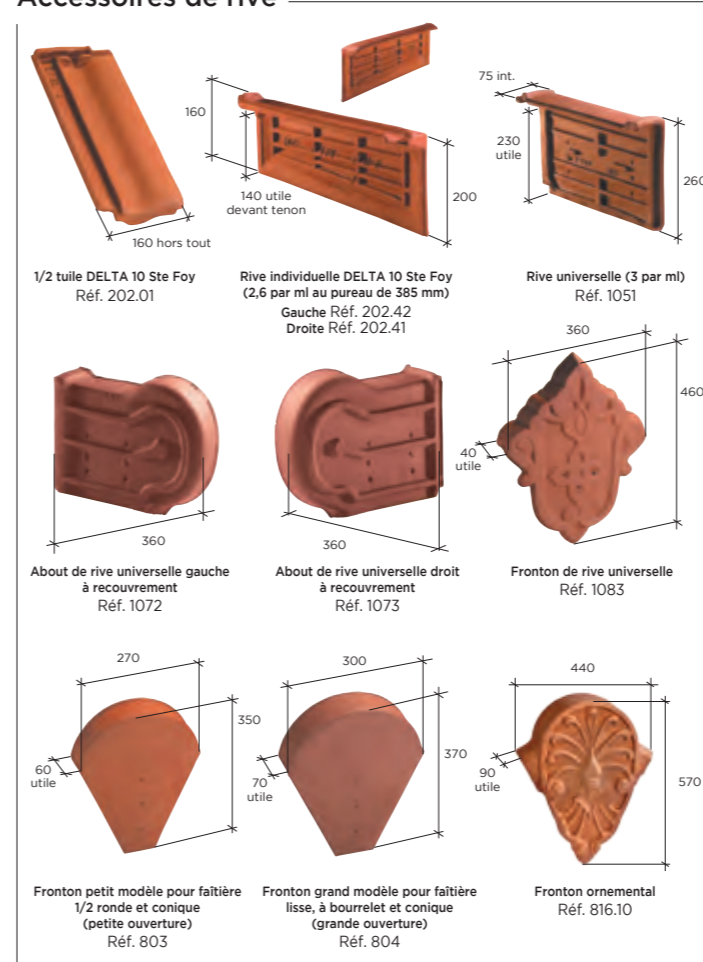 Accessoires de rive
75 int.
160
230
utile
260
140 utile
devant tenon
200
160 hors tout
1/2 tuile DELTA 10 Ste Foy
Réf. 202.01
Rive individuelle DELTA 10 Ste Foy
(2,6 par ml au pureau de 385 mm)
Gauche Réf. 202.42
Droite Réf. 202.41
Rive universelle (3 par ml)
Réf. 1051
360
460
40
utile
360
360
About de rive universelle gauche
à recouvrement
Réf. 1072
About de rive universelle droit
à recouvrement
Réf. 1073
Fronton de rive universelle
Réf. 1083
270
300
440
350
370
570
60
utile
70
utile
90
utile
Fronton petit modèle pour faîtière
1/2 ronde et conique
(petite ouverture)
Réf. 803
Fronton grand modèle pour faîtière
lisse, à bourrelet et conique
(grande ouverture)
Réf. 804
Fronton ornemental
Réf. 816.10